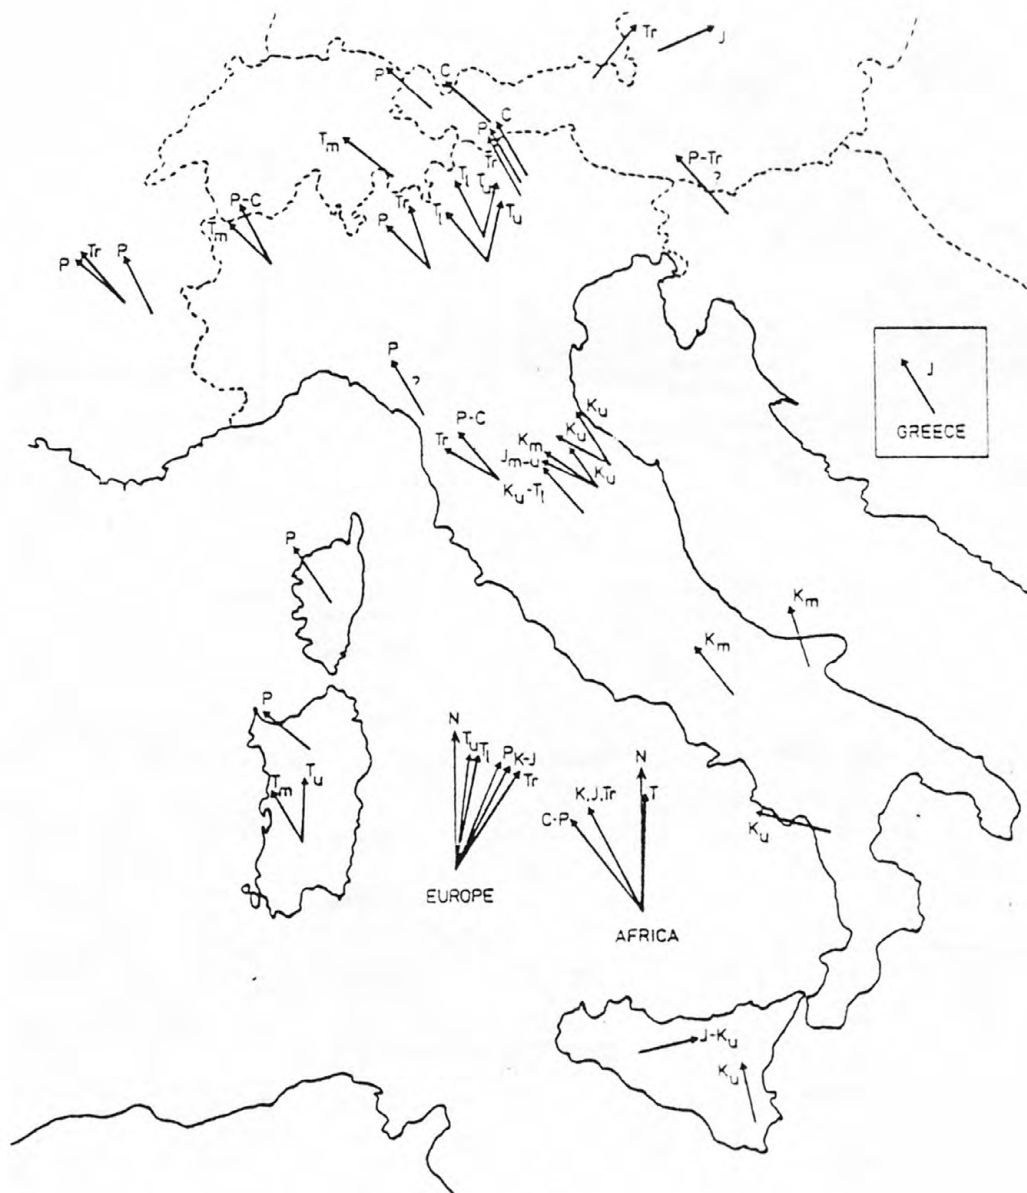 Tr
J
P
C
C
P
Tm
Tr
Tl
Tu
P-Tr
?
P-C
Tm
Tr
P
Tl
Tu
P
Tr
P
P
?
J
GREECE
P-C
Tr
Ku
Ku
Km
Jm-u
Ku
Ku-Tl
P
Km
Km
P
Tm
Tu
N
Tu
Tl
P
K-J
Tr
EUROPE
N
T
K,J,Tr
C-P
AFRICA
Ku
J-Ku
Ku